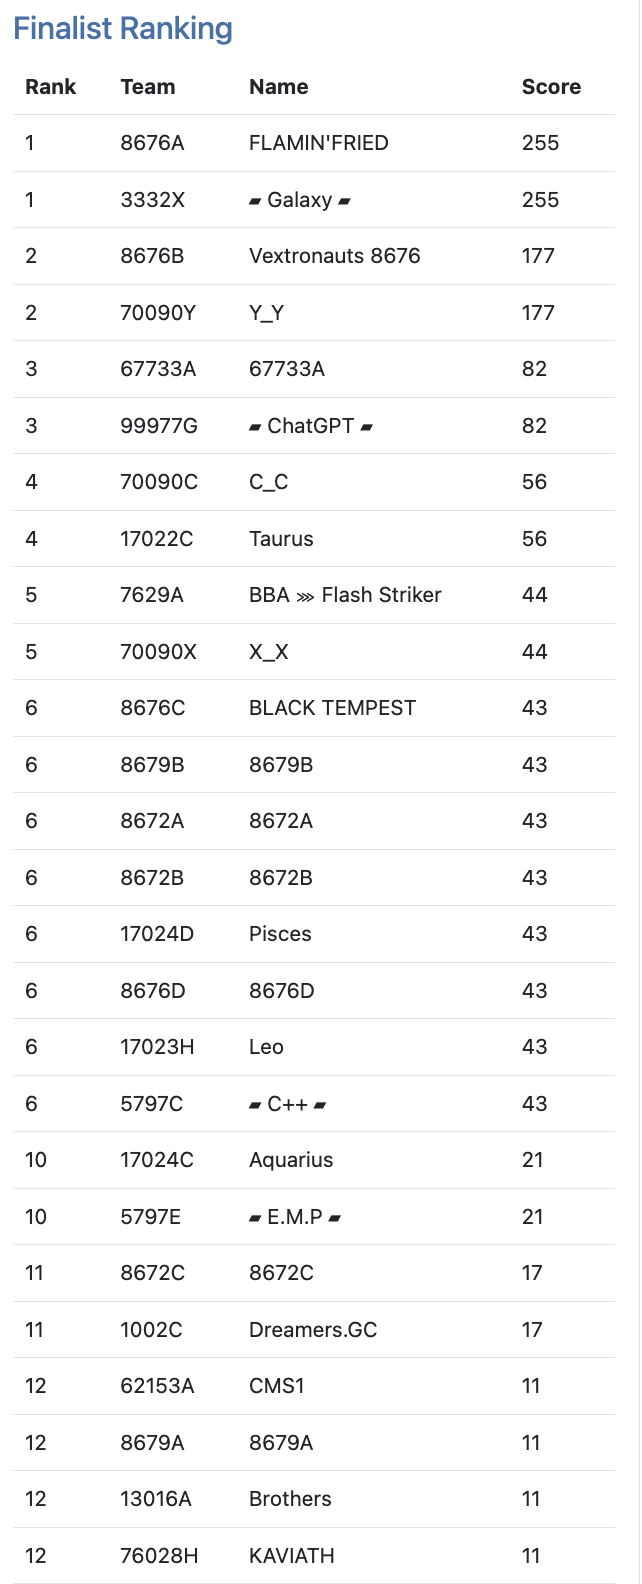 Finalist Ranking
Rank Team Name Score
1 8676A FLAMIN'FRIED 255
1 3332X ▰ Galaxy ▰ 255
2 8676B Vextronauts 8676 177
2 70090Y Y_Y 177
3 67733A 67733A 82
3 99977G ▰ ChatGPT ▰ 82
4 70090C C_C 56
4 17022C Taurus 56
5 7629A BBA ⋙ Flash Striker 44
5 70090X X_X 44
6 8676C BLACK TEMPEST 43
6 8679B 8679B 43
6 8672A 8672A 43
6 8672B 8672B 43
6 17024D Pisces 43
6 8676D 8676D 43
6 17023H Leo 43
6 5797C ▰ C++ ▰ 43
10 17024C Aquarius 21
10 5797E ▰ E.M.P ▰ 21
11 8672C 8672C 17
11 1002C Dreamers.GC 17
12 62153A CMS1 11
12 8679A 8679A 11
12 13016A Brothers 11
12 76028H KAVIATH 11